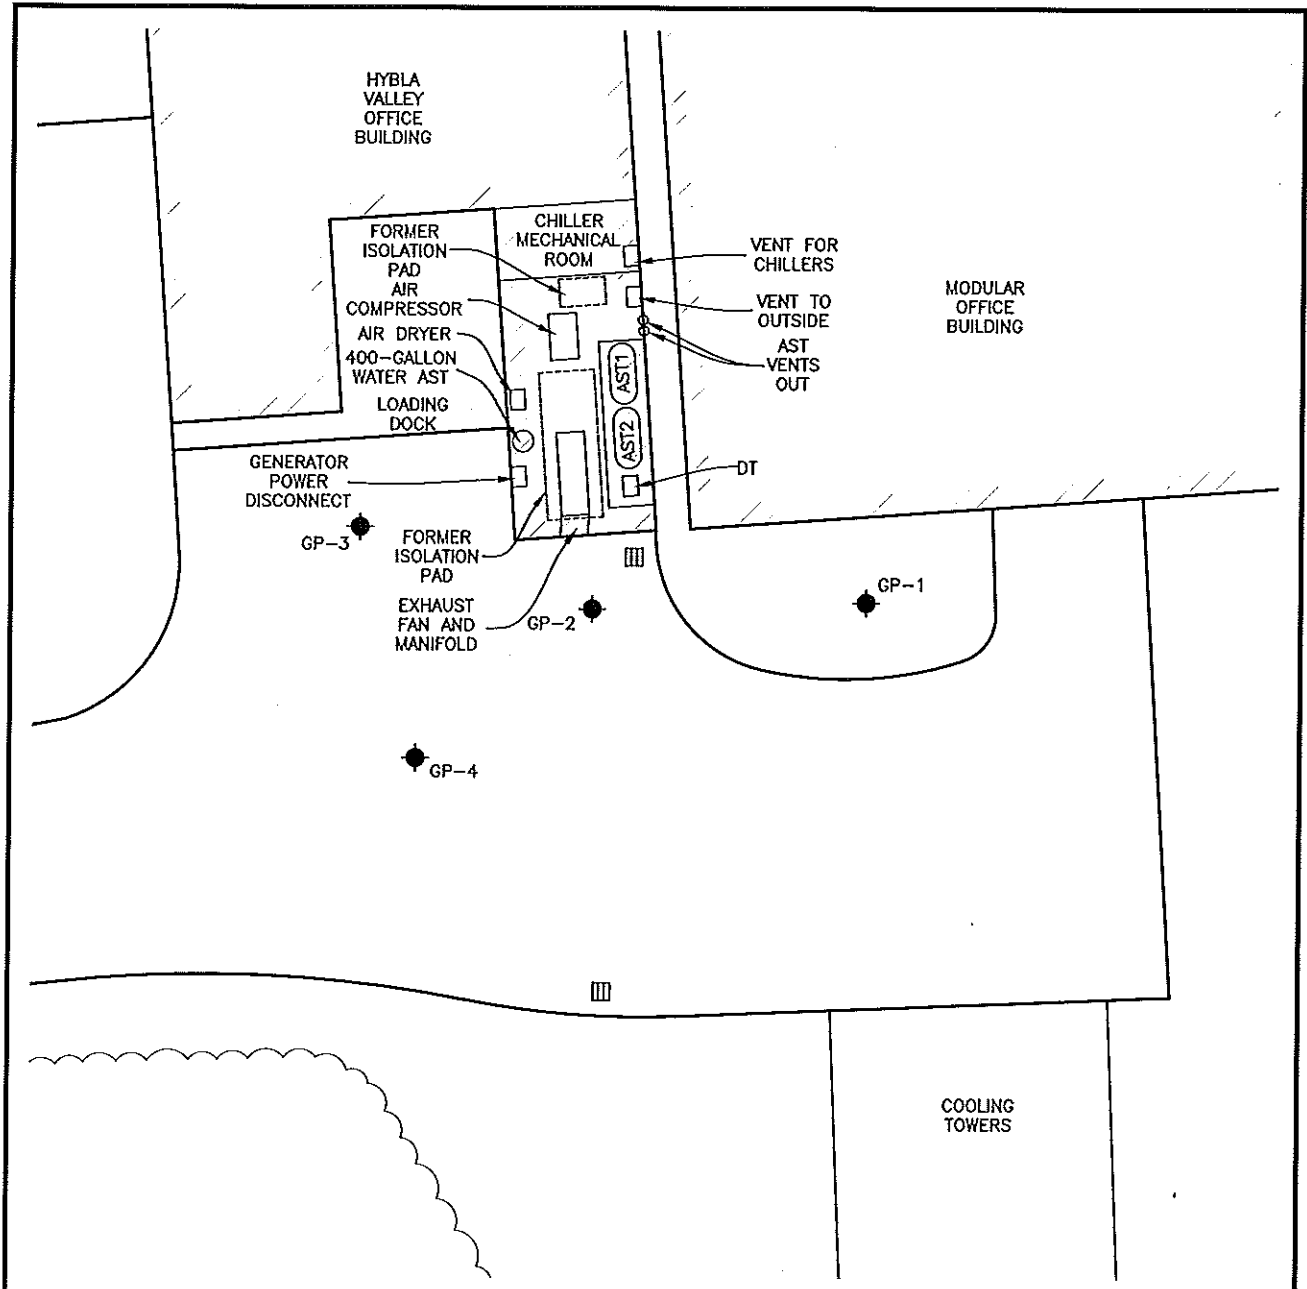 HYBLA
VALLEY
OFFICE
BUILDING
CHILLER
MECHANICAL
ROOM
FORMER
ISOLATION
PAD
AIR
COMPRESSOR
AIR DRYER
400-GALLON
WATER AST
LOADING
DOCK
GENERATOR
POWER
DISCONNECT
VENT FOR
CHILLERS
VENT TO
OUTSIDE
AST
VENTS
OUT
MODULAR
OFFICE
BUILDING
AST1
AST2
DT
GP-3
FORMER
ISOLATION
PAD
EXHAUST
FAN AND
MANIFOLD
GP-2
GP-1
GP-4
COOLING
TOWERS